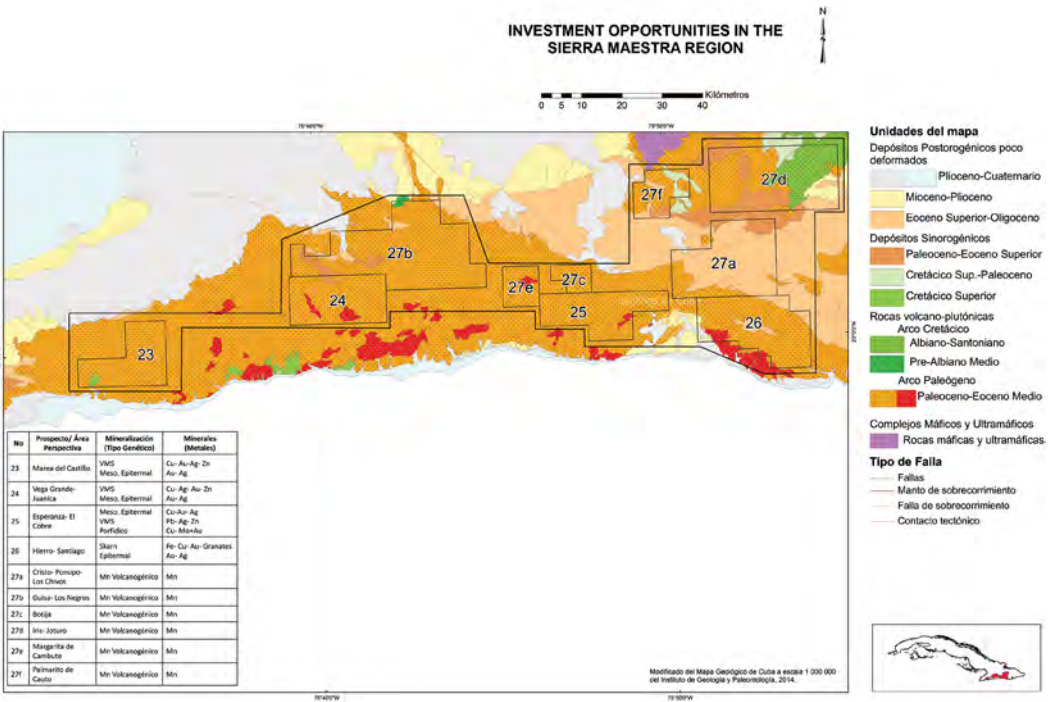 INVESTMENT OPPORTUNITIES IN THE
SIERRA MAESTRA REGION
N
Kilómetros
0 5 10 20 30 40
27d
27f
27b
27a
27e
27c
24
25
26
23
Unidades del mapa
Depósitos Postorogénicos poco
deformados
Plioceno-Cuaternario
Mioceno-Plioceno
Eoceno Superior-Oligoceno
Depósitos Sinorogénicos
Paleoceno-Eoceno Superior
Cretácico Sup.-Paleoceno
Cretácico Superior
Rocas volcano-plutónicas
Arco Cretácico
Albiano-Santoniano
Pre-Albiano Medio
Arco Paleógeno
Paleoceno-Eoceno Medio
Complejos Máficos y Ultramáficos
Rocas máficas y ultramáficas
Tipo de Falla
Fallas
Manto de sobrecorrimiento
Falla de sobrecorrimiento
Contacto tectónico
No Prospecto/ Área Perspectiva Mineralización (Tipo Genético) Minerales (Metales)
23 Marea del Castillo VMS Meso, Epitermal Cu- Au-Ag- Zn Au- Ag
24 Vega Grande- Juanica VMS Meso, Epitermal Cu- Ag- Au- Zn Au- Ag
25 Esperanza- El Cobre Meso, Epitermal VMS Porfídico Cu-Au- Ag Pb- Ag-Zn Cu- Mo+Au
26 Hierro- Santiago Skarn Epitermal Fe- Cu- Au- Granates Au- Ag
27a Cristo- Ponupo- Los Chivos Mn Volcanogénico Mn
27b Guisa- Los Negros Mn Volcanogénico Mn
27c Botija Mn Volcanogénico Mn
27d Iris- Joturo Mn Volcanogénico Mn
27e Margarita de Cambute Mn Volcanogénico Mn
27f Palmarito de Cauto Mn Volcanogénico Mn
Modificado del Mapa Geológico de Cuba a escala 1 000 000
del Instituto de Geología y Paleontología, 2014.